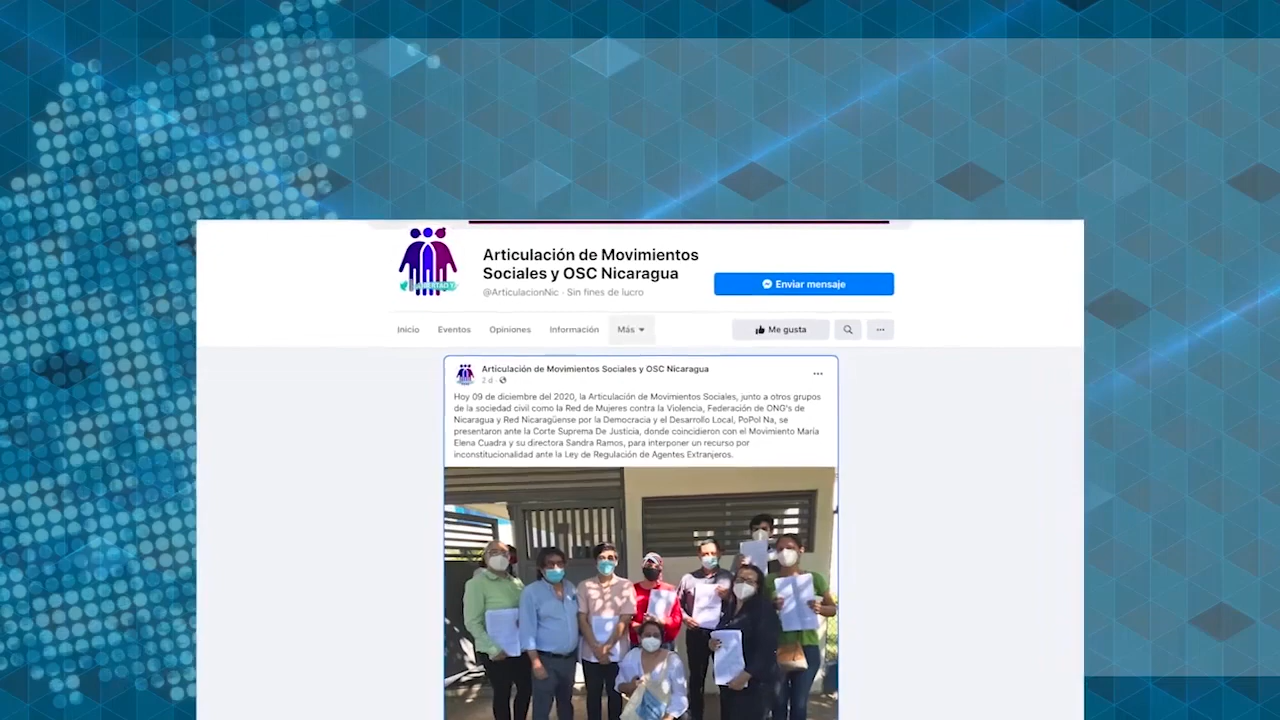 Articulación de Movimientos
Sociales y OSC Nicaragua
@ArticulacionNic · Sin fines de lucro
Enviar mensaje
Inicio Eventos Opiniones Información Más Me gusta
Articulación de Movimientos Sociales y OSC Nicaragua
2 d
Hoy 09 de diciembre del 2020, la Articulación de Movimientos Sociales, junto a otros grupos
de la sociedad civil como la Red de Mujeres contra la Violencia, Federación de ONG's de
Nicaragua y Red Nicaragüense por la Democracia y el Desarrollo Local, PoPol Na, se
presentaron ante la Corte Suprema De Justicia, donde coincidieron con el Movimiento María
Elena Cuadra y su directora Sandra Ramos, para interponer un recurso por
inconstitucionalidad ante la Ley de Regulación de Agentes Extranjeros.